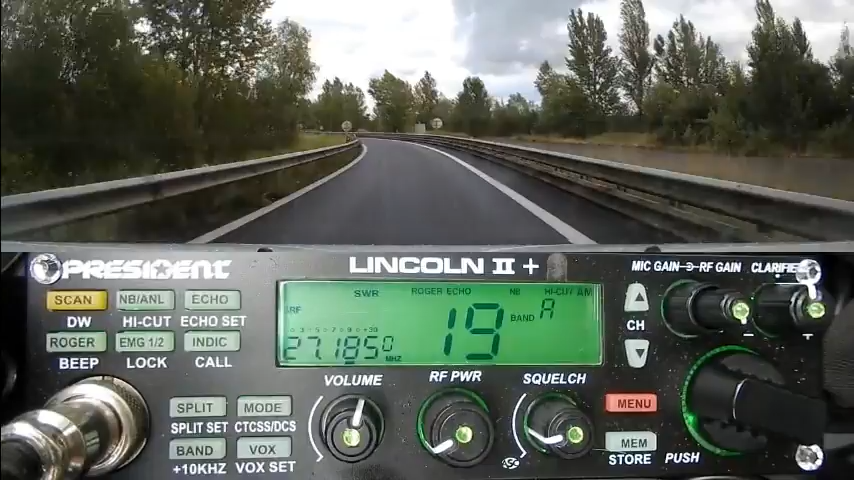 PRESIDENT LINCOLN II +
MIC GAIN RF GAIN CLARIFIER
SCAN NB/ANL ECHO
DW HI-CUT ECHO SET
ROGER EMG 1/2 INDIC
BEEP LOCK CALL
SWR ROGER ECHO NB HI-CUT AM
BAND A
19
27.1850 MHZ
CH
VOLUME RF PWR SQUELCH
SPLIT MODE
SPLIT SET CTCSS/DCS
BAND VOX
+10KHZ VOX SET
MENU
MEM
STORE PUSH
ASC
- +